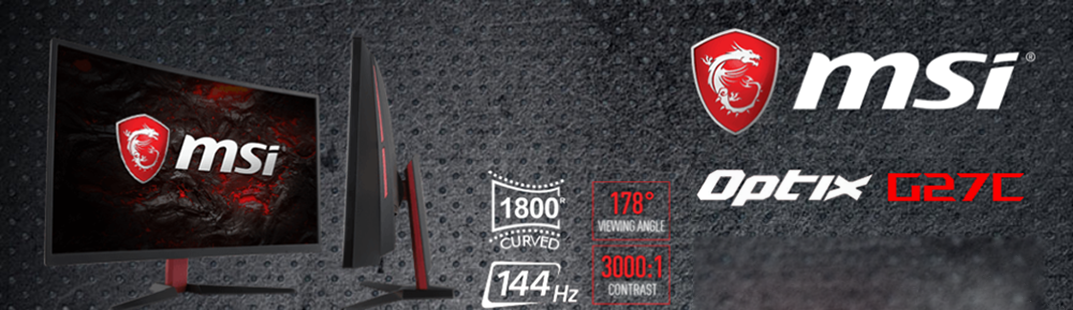 msi
msi®
Optix G27C
1800R
CURVED
144Hz
178°
VIEWING ANGLE
3000:1
CONTRAST